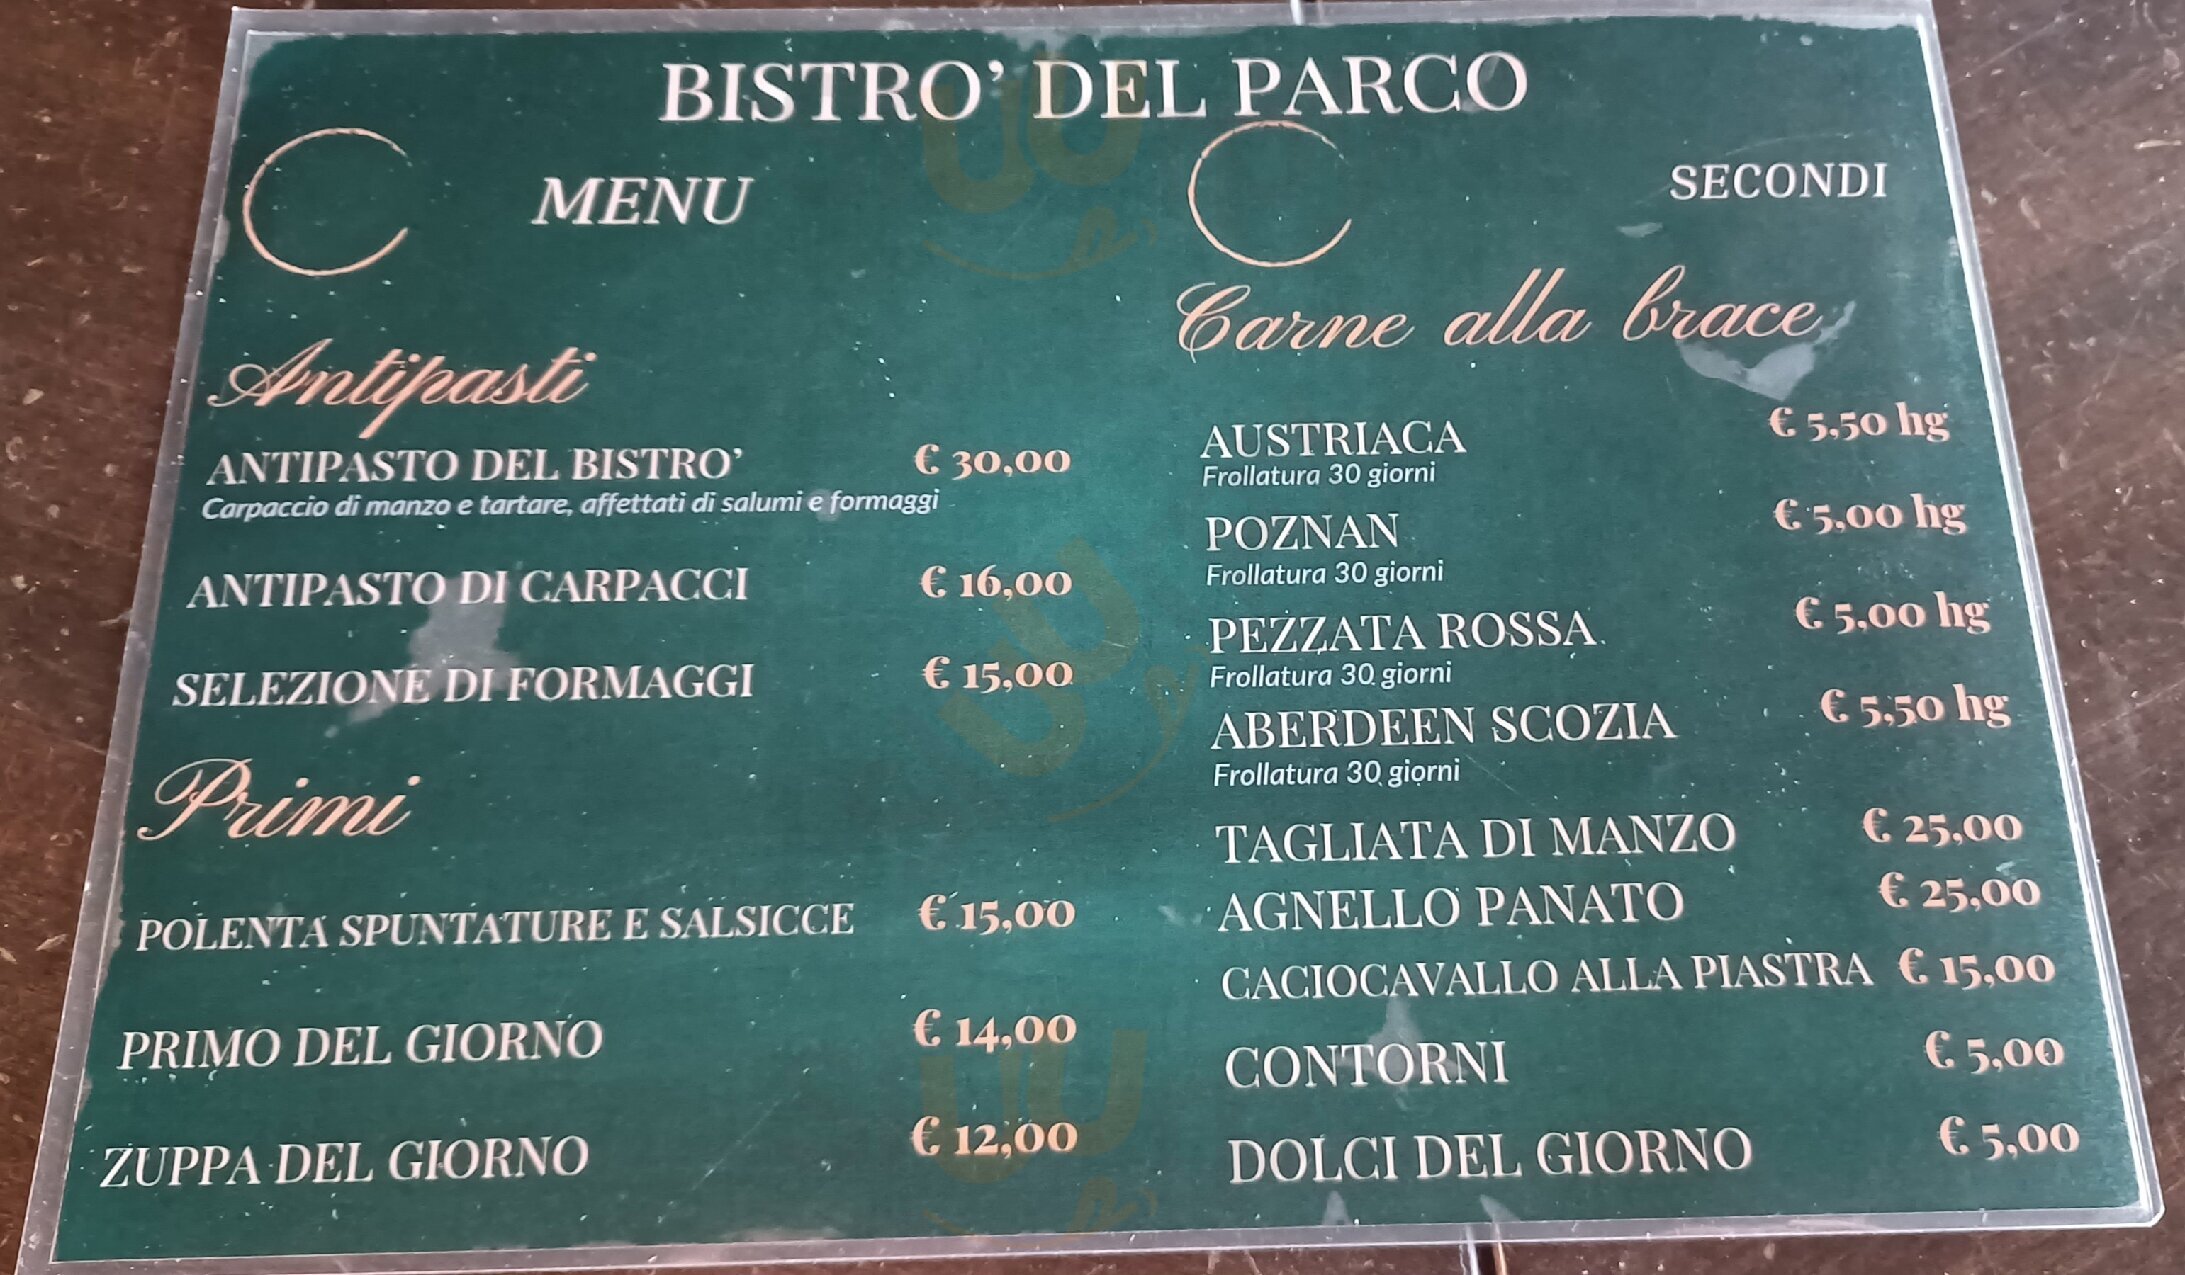 BISTRO' DEL PARCO
MENU
Antipasti
ANTIPASTO DEL BISTRO' € 30,00
Carpaccio di manzo e tartare, affettati di salumi e formaggi
ANTIPASTO DI CARPACCI € 16,00
SELEZIONE DI FORMAGGI € 15,00
Primi
POLENTA SPUNTATURE E SALSICCE € 15,00
PRIMO DEL GIORNO € 14,00
ZUPPA DEL GIORNO € 12,00
SECONDI
Carne alla brace
AUSTRIACA € 5,50 hg
Frollatura 30 giorni
POZNAN € 5,00 hg
Frollatura 30 giorni
PEZZATA ROSSA € 5,00 hg
Frollatura 30 giorni
ABERDEEN SCOZIA € 5,50 hg
Frollatura 30 giorni
TAGLIATA DI MANZO € 25,00
AGNELLO PANATO € 25,00
CACIOCAVALLO ALLA PIASTRA € 15,00
CONTORNI € 5,00
DOLCI DEL GIORNO € 5,00